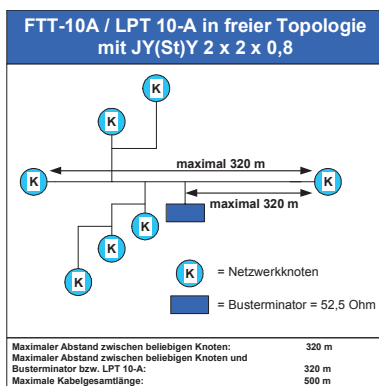 FTT-10A / LPT 10-A in freier Topologie
mit JY(St)Y 2 x 2 x 0,8
K
K
maximal 320 m
K
K
maximal 320 m
K
K
K
K = Netzwerkknoten
= Busterminator = 52,5 Ohm
Maximaler Abstand zwischen beliebigen Knoten: 320 m
Maximaler Abstand zwischen beliebigen Knoten und
Busterminator bzw. LPT 10-A: 320 m
Maximale Kabelgesamtlänge: 500 m